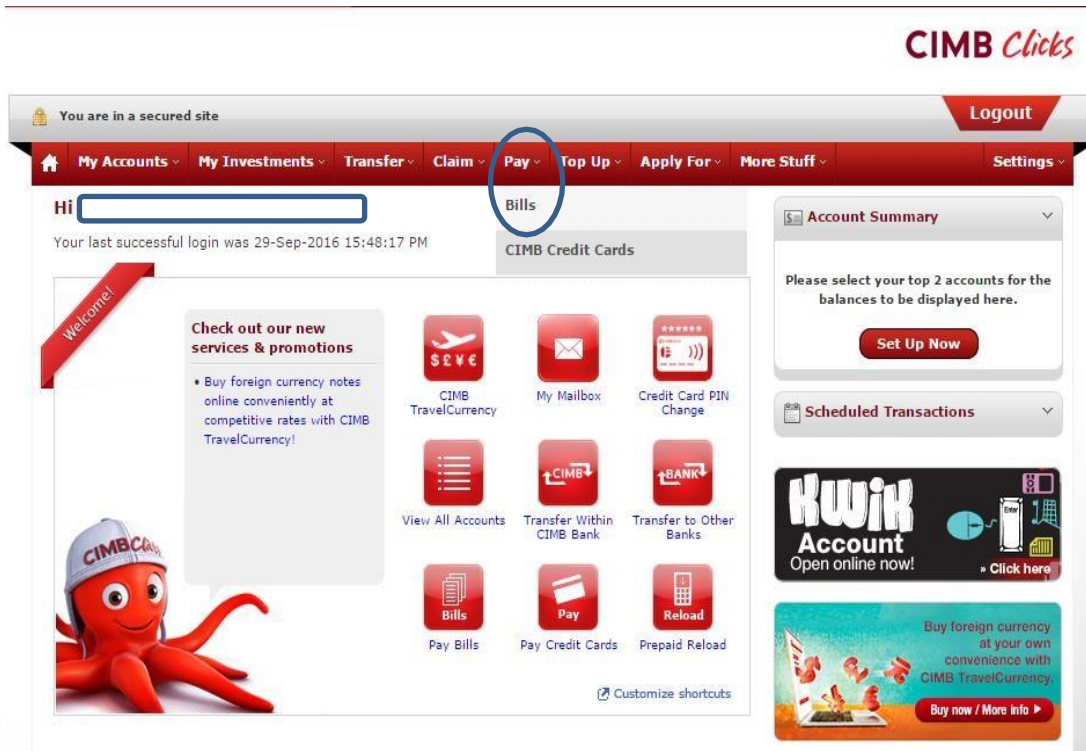 CIMB Clicks
You are in a secured site
Logout
My Accounts
My Investments
Transfer
Claim
Pay
Top Up
Apply For
More Stuff
Settings
Hi
Your last successful login was 29-Sep-2016 15:48:17 PM
Bills
CIMB Credit Cards
Welcome!
Check out our new
services & promotions
• Buy foreign currency notes
online conveniently at
competitive rates with CIMB
TravelCurrency!
CIMBClicks
$£¥€
CIMB
TravelCurrency
My Mailbox
Credit Card PIN
Change
View All Accounts
CIMB
Transfer Within
CIMB Bank
BANK
Transfer to Other
Banks
Bills
Pay Bills
Pay
Pay Credit Cards
Reload
Prepaid Reload
Customize shortcuts
Account Summary
Please select your top 2 accounts for the
balances to be displayed here.
Set Up Now
Scheduled Transactions
KWiK
Account
Open online now!
Enter
» Click here
Buy foreign currency
at your own
convenience with
CIMB TravelCurrency.
Buy now / More info